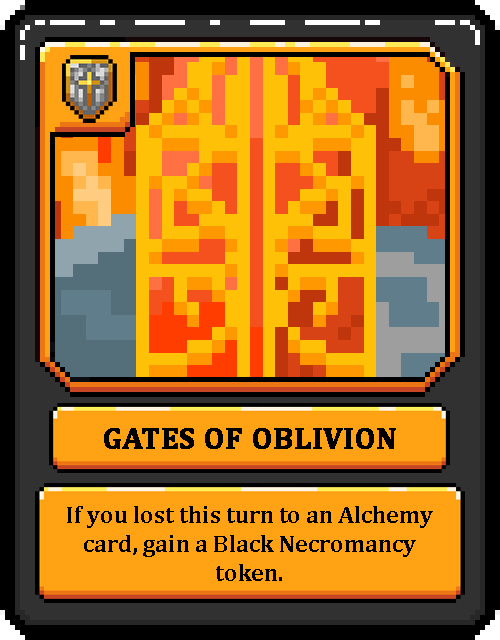 GATES OF OBLIVION
If you lost this turn to an Alchemy
card, gain a Black Necromancy
token.